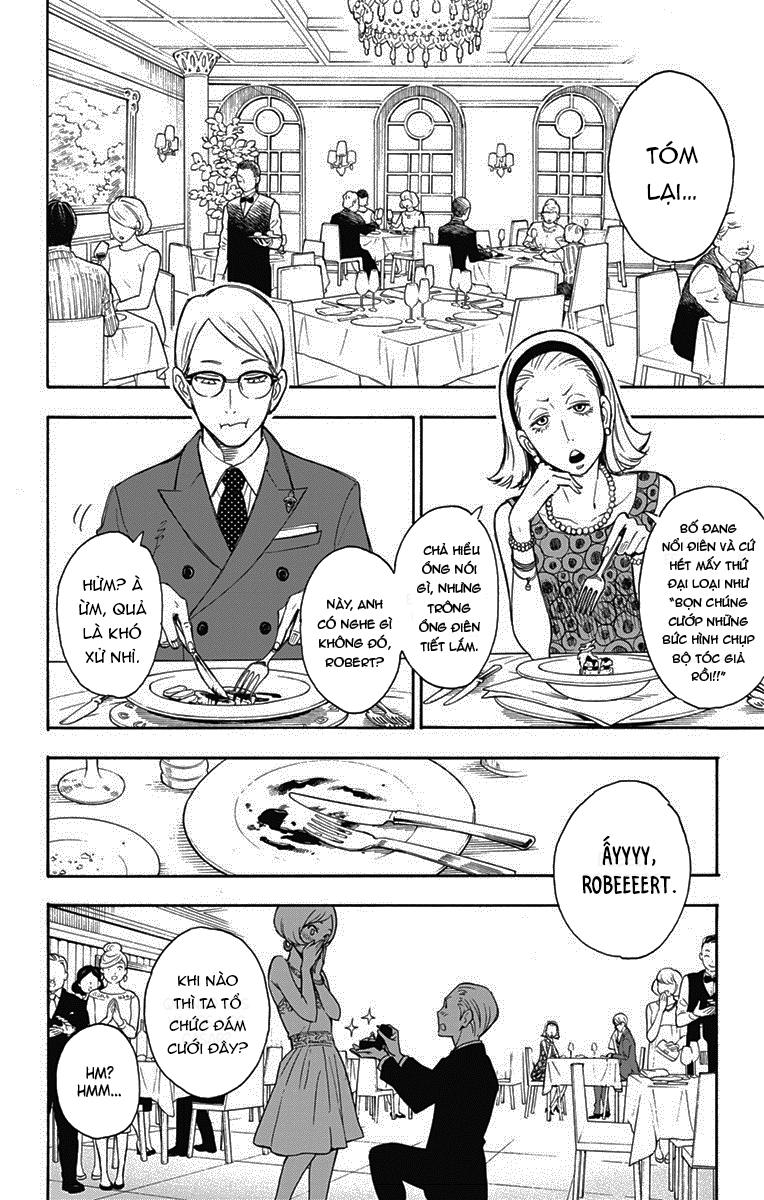 TÓM
LẠI...
BỐ ĐANG
NỔI ĐIÊN VÀ CỨ
HÉT MẤY THỨ
ĐẠI LOẠI NHƯ
"BỌN CHÚNG
CƯỚP NHỮNG
BỨC HÌNH CHỤP
BỘ TÓC GIẢ
RỒI!!"
CHẢ HIỂU
ỔNG NÓI
GÌ, NHƯNG
TRÔNG
ỔNG ĐIÊN
TIẾT LẮM.
NÀY, ANH
CÓ NGHE GÌ
KHÔNG ĐÓ,
ROBERT?
HỬM? À
ỪM, QUẢ
LÀ KHÓ
XỬ NHỈ.
ẤYYYY,
ROBEEEERT.
KHI NÀO
THÌ TA TỔ
CHỨC ĐÁM
CƯỚI ĐÂY?
HM?
HMM...